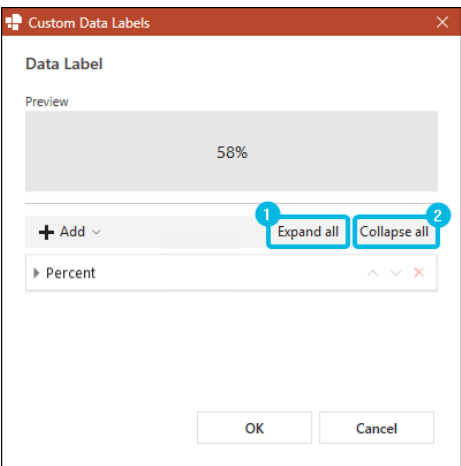 Custom Data Labels
Data Label
Preview
58%
1 2
Add Expand all Collapse all
Percent
OK Cancel